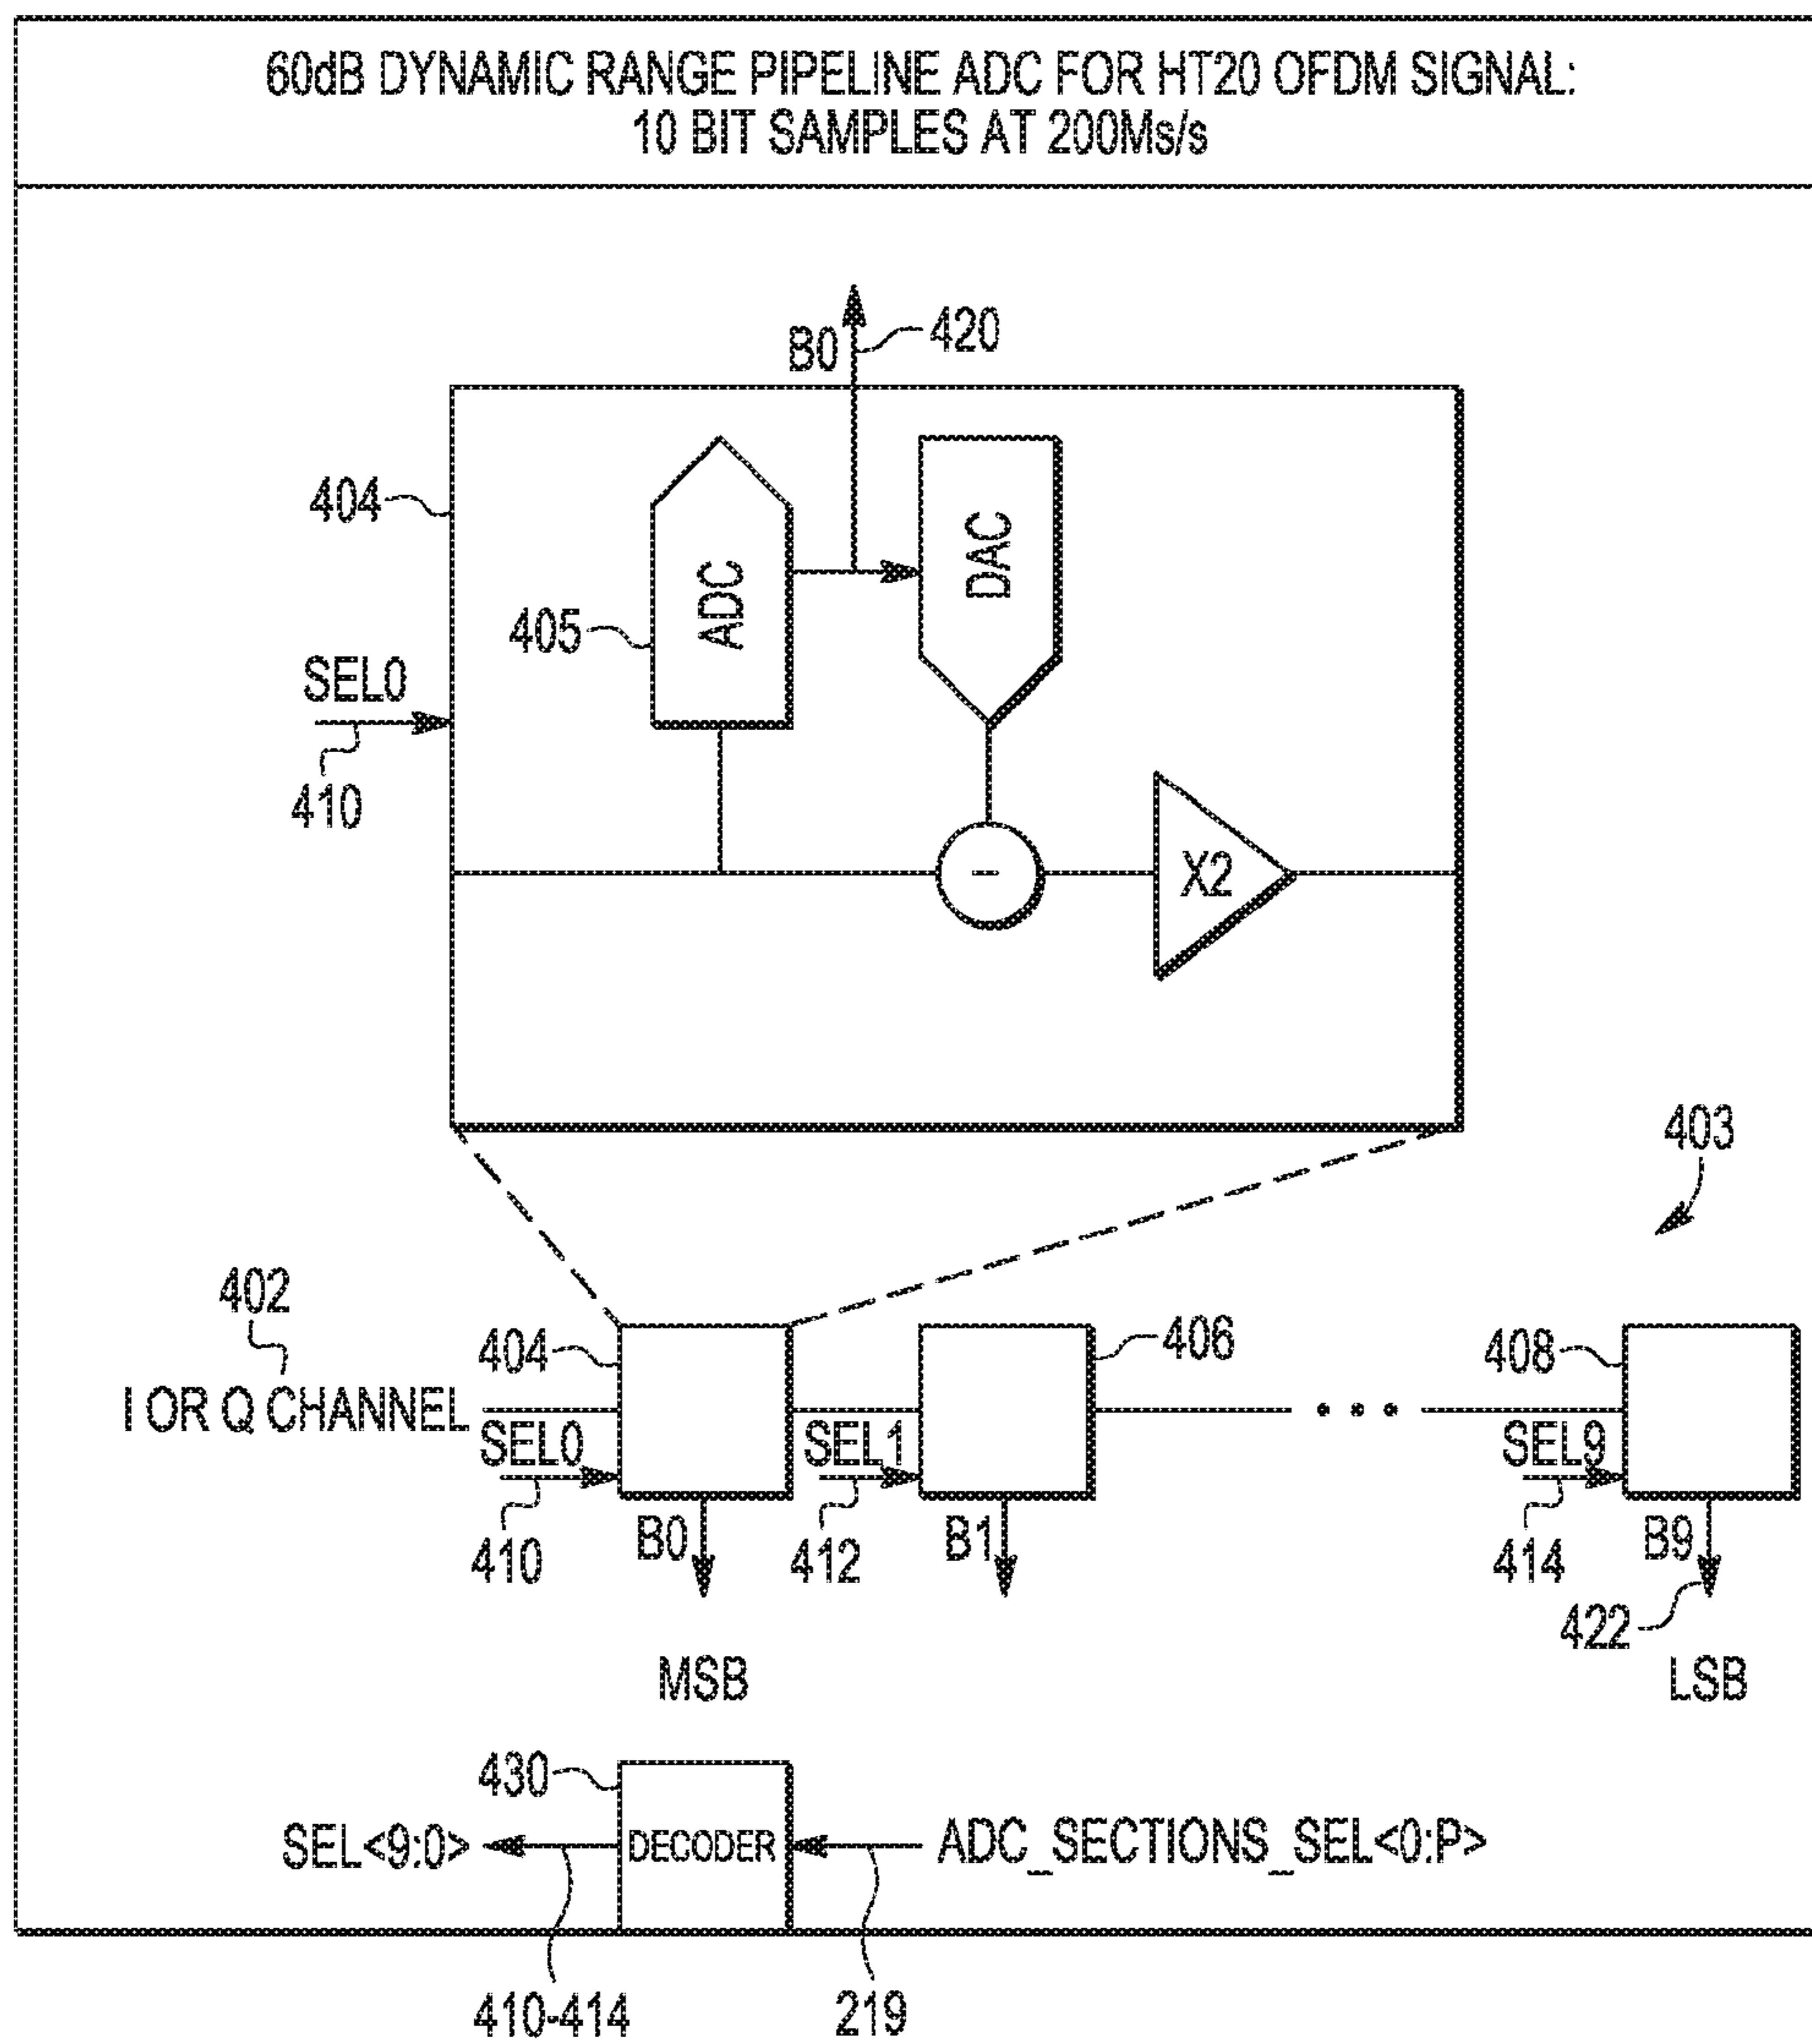 60dB DYNAMIC RANGE PIPELINE ADC FOR HT20 OFDM SIGNAL:
10 BIT SAMPLES AT 200Ms/s
B0
420
404
ADC
DAC
405
SEL0
410
-
X2
403
402
404
406
408
I OR Q CHANNEL
SEL0
SEL1
• • •
SEL9
410
B0
412
B1
414
B9
422
MSB
LSB
430
SEL<9:0>
DECODER
ADC_SECTIONS_SEL<0:P>
410-414
219